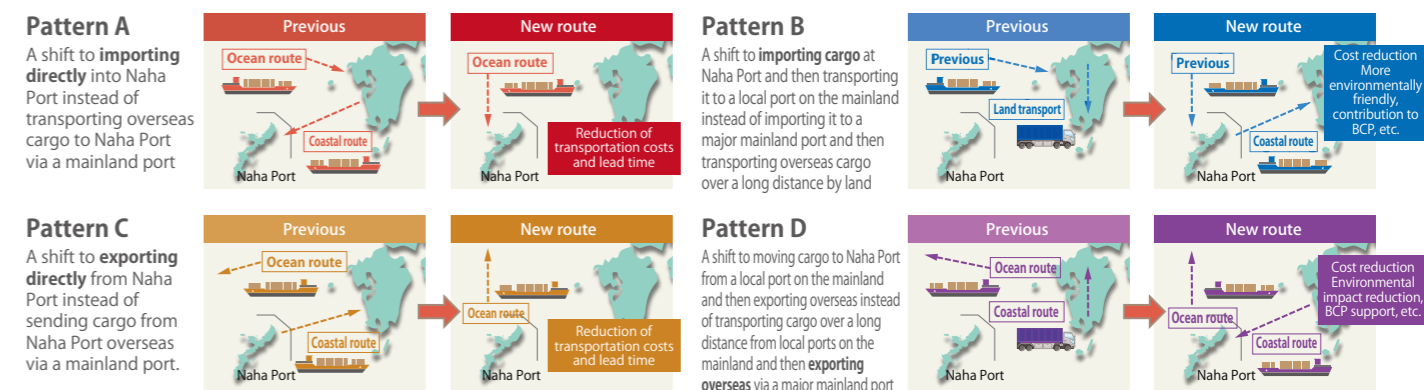 Pattern A
A shift to importing
directly into Naha
Port instead of
transporting overseas
cargo to Naha Port
via a mainland port
Previous
Ocean route
Coastal route
Naha Port
New route
Ocean route
Reduction of
transportation costs
and lead time
Naha Port
Pattern B
A shift to importing cargo at
Naha Port and then transporting
it to a local port on the mainland
instead of importing it to a
major mainland port and then
transporting overseas cargo
over a long distance by land
Previous
Previous
Land transport
Naha Port
New route
Previous
Cost reduction
More
environmentally
friendly,
contribution to
BCP, etc.
Coastal route
Naha Port
Pattern C
A shift to exporting
directly from Naha
Port instead of
sending cargo from
Naha Port overseas
via a mainland port.
Previous
Ocean route
Coastal route
Naha Port
New route
Ocean route
Reduction of
transportation costs
and lead time
Naha Port
Pattern D
A shift to moving cargo to Naha Port
from a local port on the mainland
and then exporting overseas instead
of transporting cargo over a long
distance from local ports on the
mainland and then exporting
overseas via a major mainland port
Previous
Ocean route
Coastal route
Naha Port
New route
Cost reduction
Environmental
impact reduction,
BCP support, etc.
Ocean route
Coastal route
Naha Port